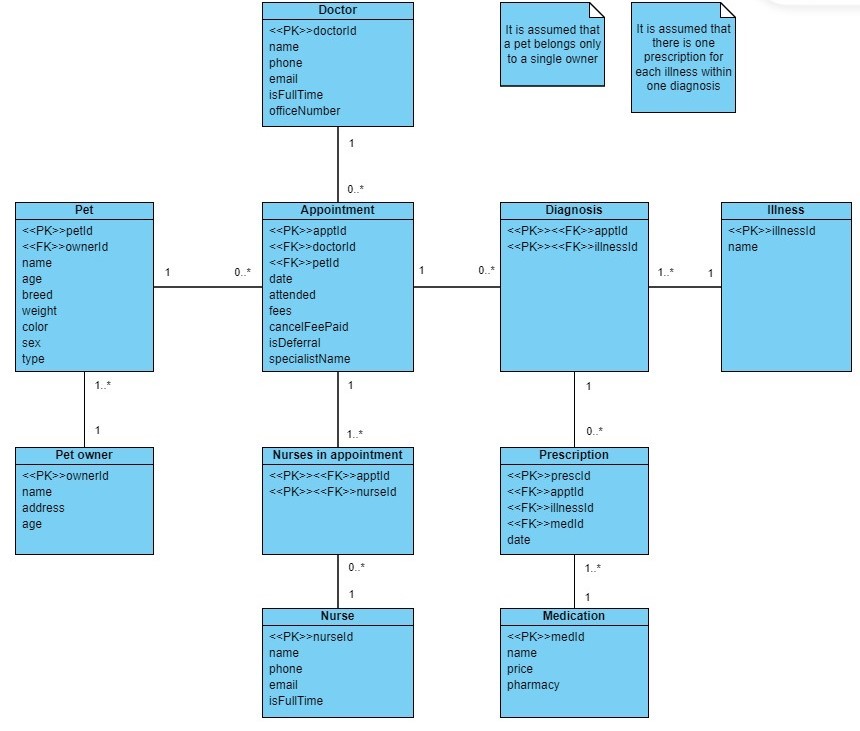 Doctor
<<PK>>doctorId
name
phone
email
isFullTime
officeNumber
It is assumed that
a pet belongs only
to a single owner
It is assumed that
there is one
prescription for
each illness within
one diagnosis
1
0..*
Pet
<<PK>>petId
<<FK>>ownerId
name
age
breed
weight
color
sex
type
1
0..*
Appointment
<<PK>>apptId
<<FK>>doctorId
<<FK>>petId
date
attended
fees
cancelFeePaid
isDeferral
specialistName
1
0..*
Diagnosis
<<PK>><<FK>>apptId
<<PK>><<FK>>illnessId
1..*
1
Illness
<<PK>>illnessId
name
1..*
1
1
1..*
1
0..*
Pet owner
<<PK>>ownerId
name
address
age
Nurses in appointment
<<PK>><<FK>>apptId
<<PK>><<FK>>nurseId
Prescription
<<PK>>prescId
<<FK>>apptId
<<FK>>illnessId
<<FK>>medId
date
0..*
1
1..*
1
Nurse
<<PK>>nurseId
name
phone
email
isFullTime
Medication
<<PK>>medId
name
price
pharmacy